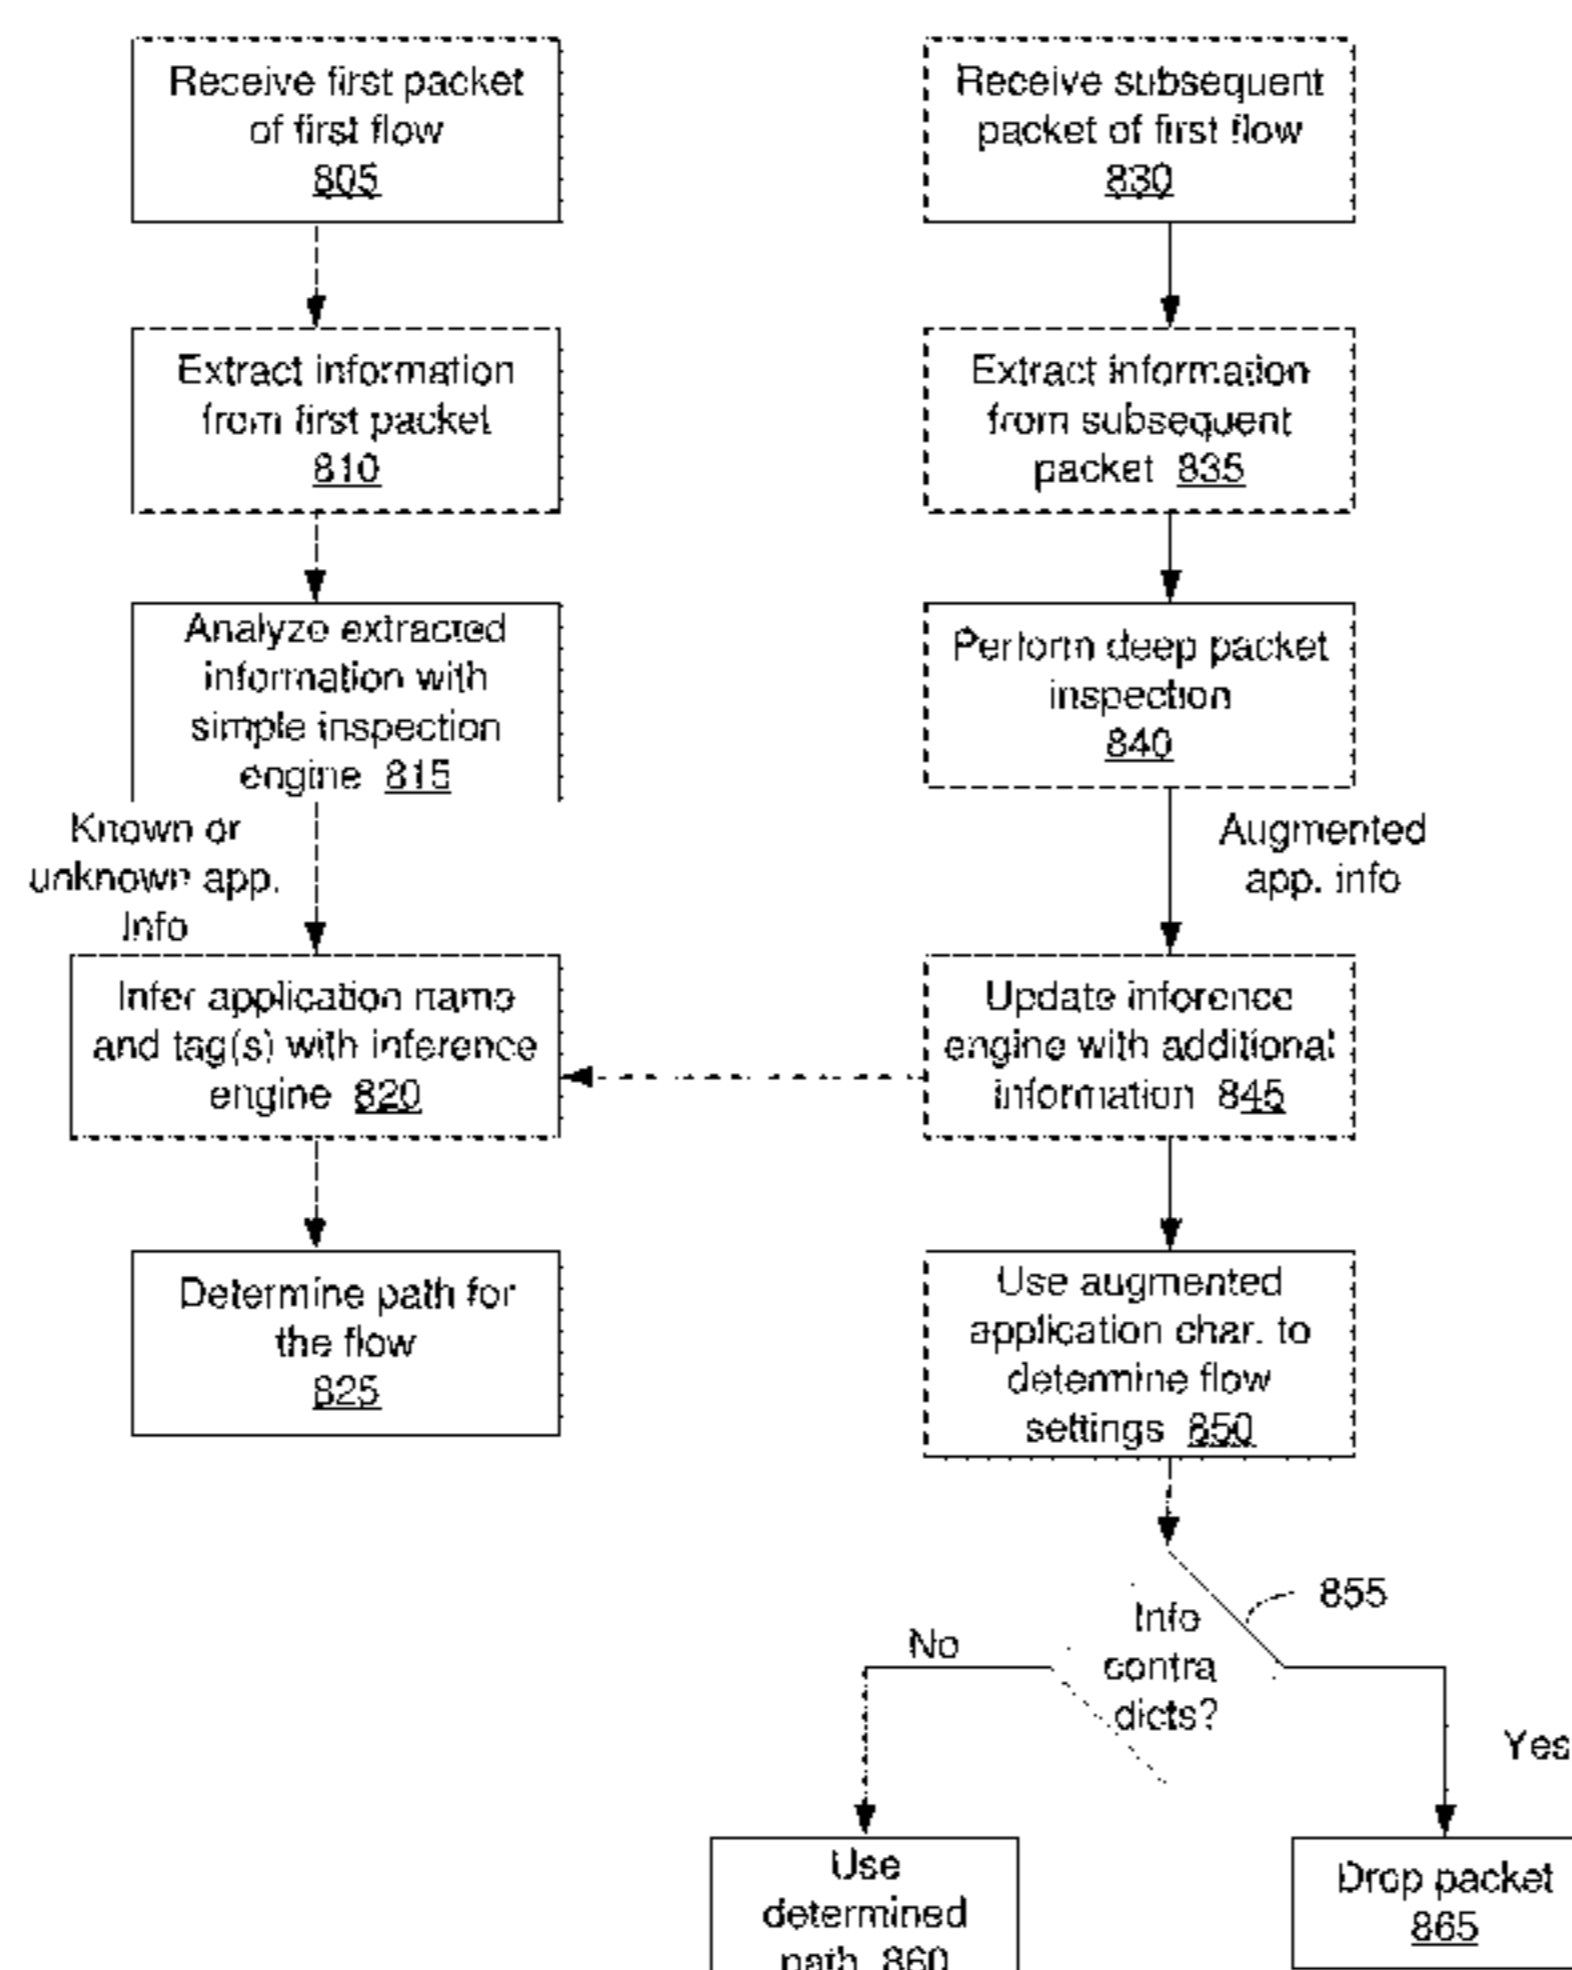 Receive first packet
of first flow
805
Extract information
from first packet
810
Analyze extracted
information with
simple inspection
engine 815
Known or
unknown app.
Info
Infer application name
and tag(s) with inference
engine 820
Determine path for
the flow
825
Receive subsequent
packet of first flow
830
Extract information
from subsequent
packet 835
Perform deep packet
inspection
840
Augmented
app. info
Update inference
engine with additional
information 845
Use augmented
application char. to
determine flow
settings 850
855
Info
contra
dicts?
No
Yes
Use
determined
path 860
Drop packet
865